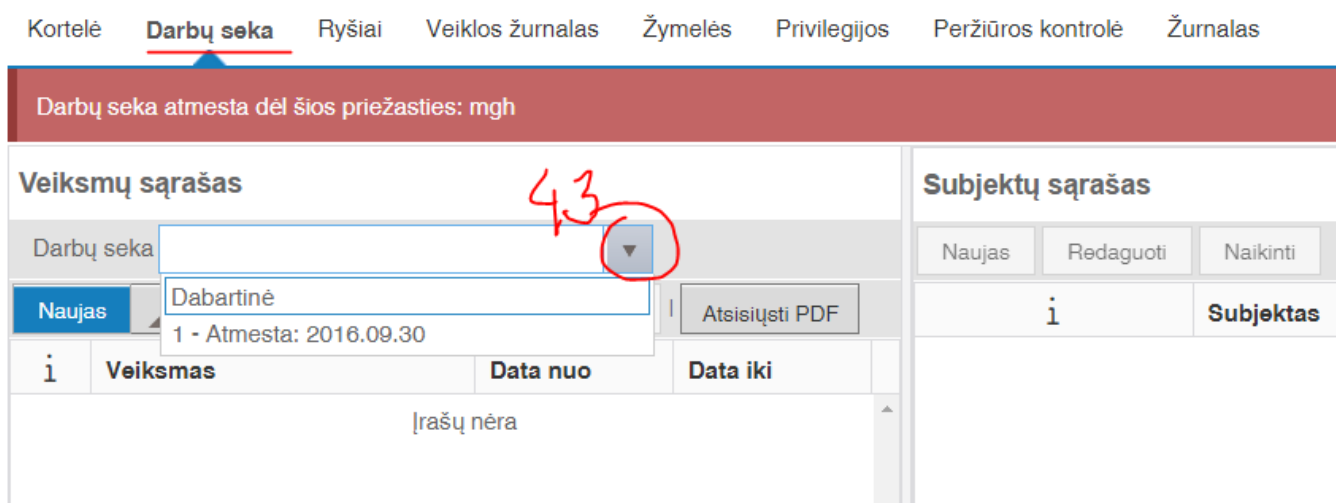 Kortelė Darbų seka Ryšiai Veiklos žurnalas Žymelės Privilegijos Peržiūros kontrolė Žurnalas
Darbų seka atmesta dėl šios priežasties: mgh
Veiksmų sąrašas
4,3
Subjektų sąrašas
Darbų seka
Naujas Redaguoti Naikinti
Dabartinė
1 - Atmesta: 2016.09.30
Naujas
Atsisiųsti PDF
i Subjektas
i Veiksmas Data nuo Data iki
Įrašų nėra